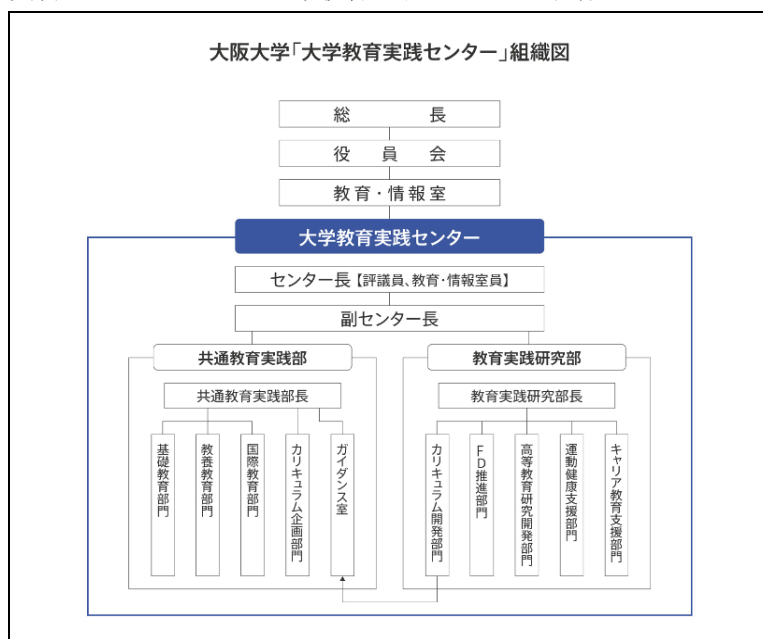 大阪大学「大学教育実践センター」組織図
総長
役員会
教育・情報室
大学教育実践センター
センター長【評議員、教育・情報室員】
副センター長
共通教育実践部
教育実践研究部
共通教育実践部長
教育実践研究部長
基礎教育部門
教養教育部門
国際教育部門
カリキュラム企画部門
ガイダンス室
カリキュラム開発部門
FD推進部門
高等教育研究開発部門
運動健康支援部門
キャリア教育支援部門